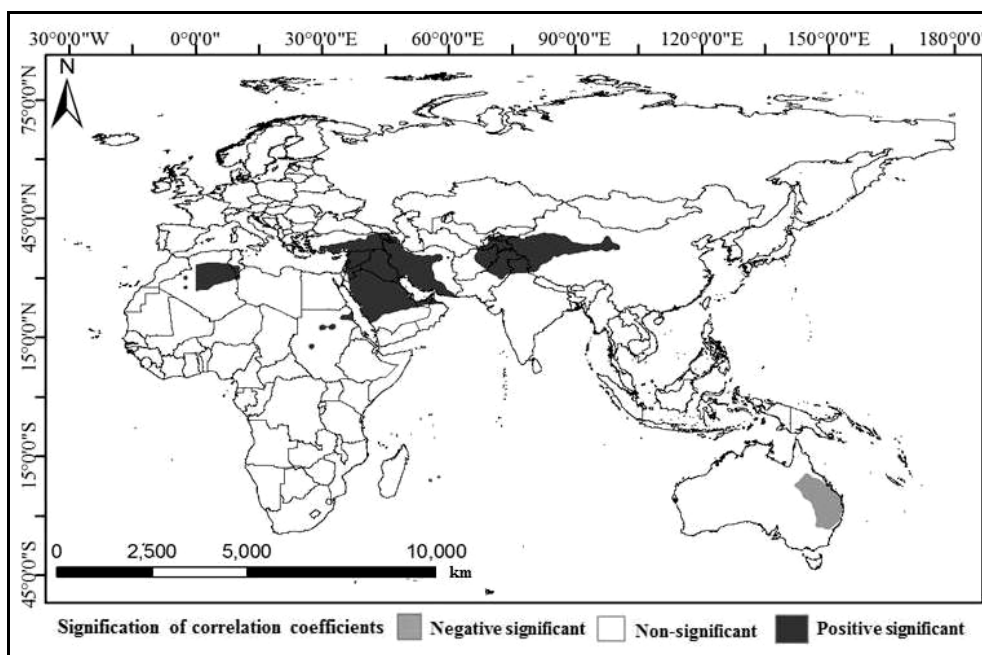 30°0'0"W 0°0'0" 30°0'0"E 60°0'0"E 90°0'0"E 120°0'0"E 150°0'0"E 180°0'0"
N
75°0'0"N
45°0'0"N
15°0'0"N
15°0'0"S
45°0'0"S
0 2,500 5,000 10,000
km
Signification of correlation coefficients Negative significant Non-significant Positive significant